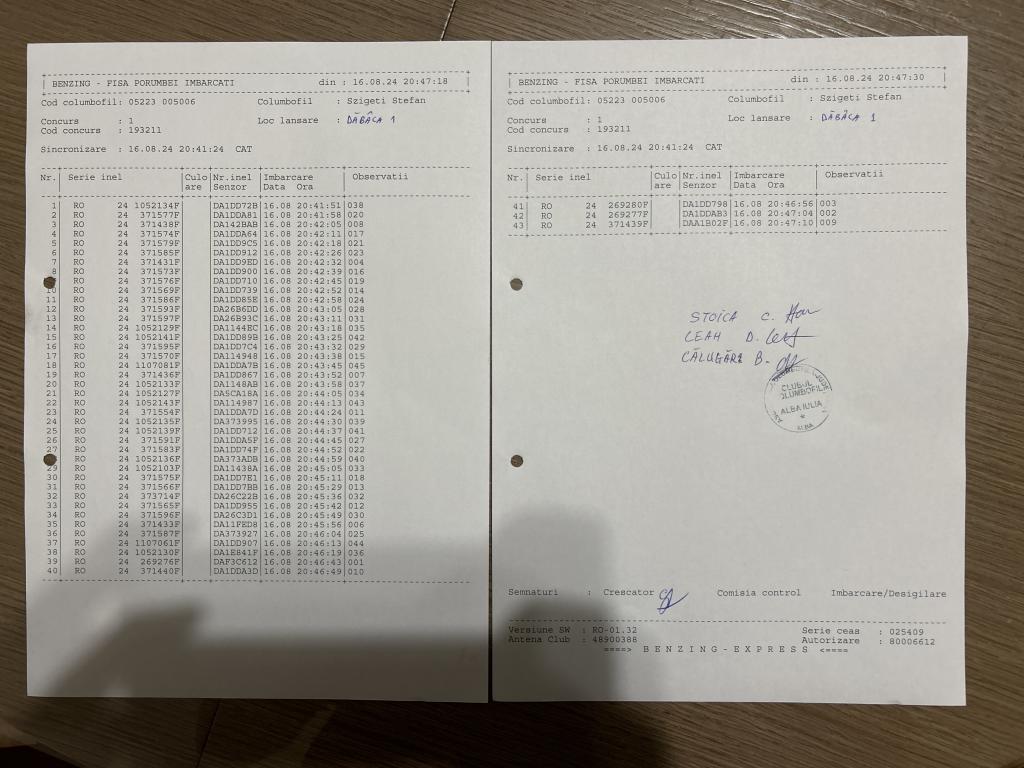 BENZING - FISA PORUMBEI IMBARCATI din : 16.08.24 20:47:18
Cod columbofil: 05223 005006 Columbofil : Szigeti Stefan
Concurs : 1 Loc lansare : DĂBÂCA 1
Cod concurs : 193211
Sincronizare : 16.08.24 20:41:24 CAT
Nr. Serie inel Culo Nr.inel Imbarcare Observatii
are Senzor Data Ora
1 RO 24 1052134F DA1DD72B 16.08 20:41:51 038
2 RO 24 371577F DA1DDA81 16.08 20:41:58 020
3 RO 24 371438F DA142BAB 16.08 20:42:05 008
4 RO 24 371574F DA1DDA64 16.08 20:42:11 017
5 RO 24 371579F DA1DD9C5 16.08 20:42:18 021
6 RO 24 371585F DA1DD912 16.08 20:42:26 023
7 RO 24 371431F DA1DD9ED 16.08 20:42:32 004
8 RO 24 371573F DA1DD900 16.08 20:42:39 016
RO 24 371576F DA1DD710 16.08 20:42:45 019
10 RO 24 371569F DA1DD739 16.08 20:42:52 014
11 RO 24 371586F DA1DD85E 16.08 20:42:58 024
12 RO 24 371593F DA26B6DD 16.08 20:43:05 028
13 RO 24 371597F DA26B93C 16.08 20:43:11 031
14 RO 24 1052129F DA1144EC 16.08 20:43:18 035
15 RO 24 1052141F DA1DD89B 16.08 20:43:25 042
16 RO 24 371595F DA1DD7C4 16.08 20:43:32 029
17 RO 24 371570F DA114948 16.08 20:43:38 015
18 RO 24 1107081F DA1DDA7B 16.08 20:43:45 045
19 RO 24 371436F DA1DD867 16.08 20:43:52 007
20 RO 24 1052133F DA1148AB 16.08 20:43:58 037
21 RO 24 1052127F DA5CA18A 16.08 20:44:05 034
22 RO 24 1052143F DA114987 16.08 20:44:13 043
23 RO 24 371554F DA1DDA7D 16.08 20:44:24 011
24 RO 24 1052135F DA373995 16.08 20:44:30 039
25 RO 24 1052139F DA1DD712 16.08 20:44:37 041
26 RO 24 371591F DA1DDA5F 16.08 20:44:45 027
27 RO 24 371583F DA1DD74F 16.08 20:44:52 022
RO 24 1052136F DA373ADB 16.08 20:44:59 040
29 RO 24 1052103F DA11438A 16.08 20:45:05 033
30 RO 24 371575F DA1DD7E1 16.08 20:45:11 018
31 RO 24 371566F DA1DD7BB 16.08 20:45:29 013
32 RO 24 373714F DA26C22B 16.08 20:45:36 032
33 RO 24 371565F DA1DD955 16.08 20:45:42 012
34 RO 24 371596F DA26C3D1 16.08 20:45:49 030
35 RO 24 371433F DA11FED8 16.08 20:45:56 006
36 RO 24 371587F DA373927 16.08 20:46:04 025
37 RO 24 1107061F DA1DD907 16.08 20:46:13 044
38 RO 24 1052130F DA1E841F 16.08 20:46:19 036
39 RO 24 269276F DAF3C612 16.08 20:46:43 001
40 RO 24 371440F DA1DDA3D 16.08 20:46:49 010
BENZING - FISA PORUMBEI IMBARCATI din : 16.08.24 20:47:30
Cod columbofil: 05223 005006 Columbofil : Szigeti Stefan
Concurs : 1 Loc lansare : DĂBÂCA 1
Cod concurs : 193211
Sincronizare : 16.08.24 20:41:24 CAT
Nr. Serie inel Culo Nr.inel Imbarcare Observatii
are Senzor Data Ora
41 RO 24 269280F DA1DD798 16.08 20:46:56 003
42 RO 24 269277F DA1DDAB3 16.08 20:47:04 002
43 RO 24 371439F DAA1B02F 16.08 20:47:10 009
STOICA C.
LEAH D.
CĂLUGĂRE B.
CLUBUL
COLUMBOFIL
ALBA IULIA
*
ALBA
Semnaturi : Crescator Comisia control Imbarcare/Desigilare
Versiune SW : RO-01.32 Serie ceas : 025409
Antena Club : 48900388 Autorizare : 80006612
====> B E N Z I N G - E X P R E S S <====